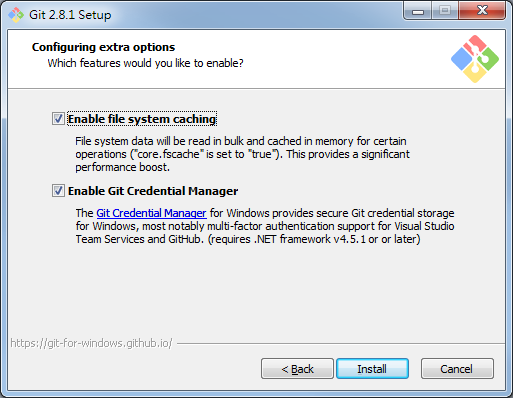 Git 2.8.1 Setup
Configuring extra options
Which features would you like to enable?
Enable file system caching
File system data will be read in bulk and cached in memory for certain
operations ("core.fscache" is set to "true"). This provides a significant
performance boost.
Enable Git Credential Manager
The Git Credential Manager for Windows provides secure Git credential storage
for Windows, most notably multi-factor authentication support for Visual Studio
Team Services and GitHub. (requires .NET framework v4.5.1 or or later)
https://git-for-windows.github.io/
< Back
Install
Cancel